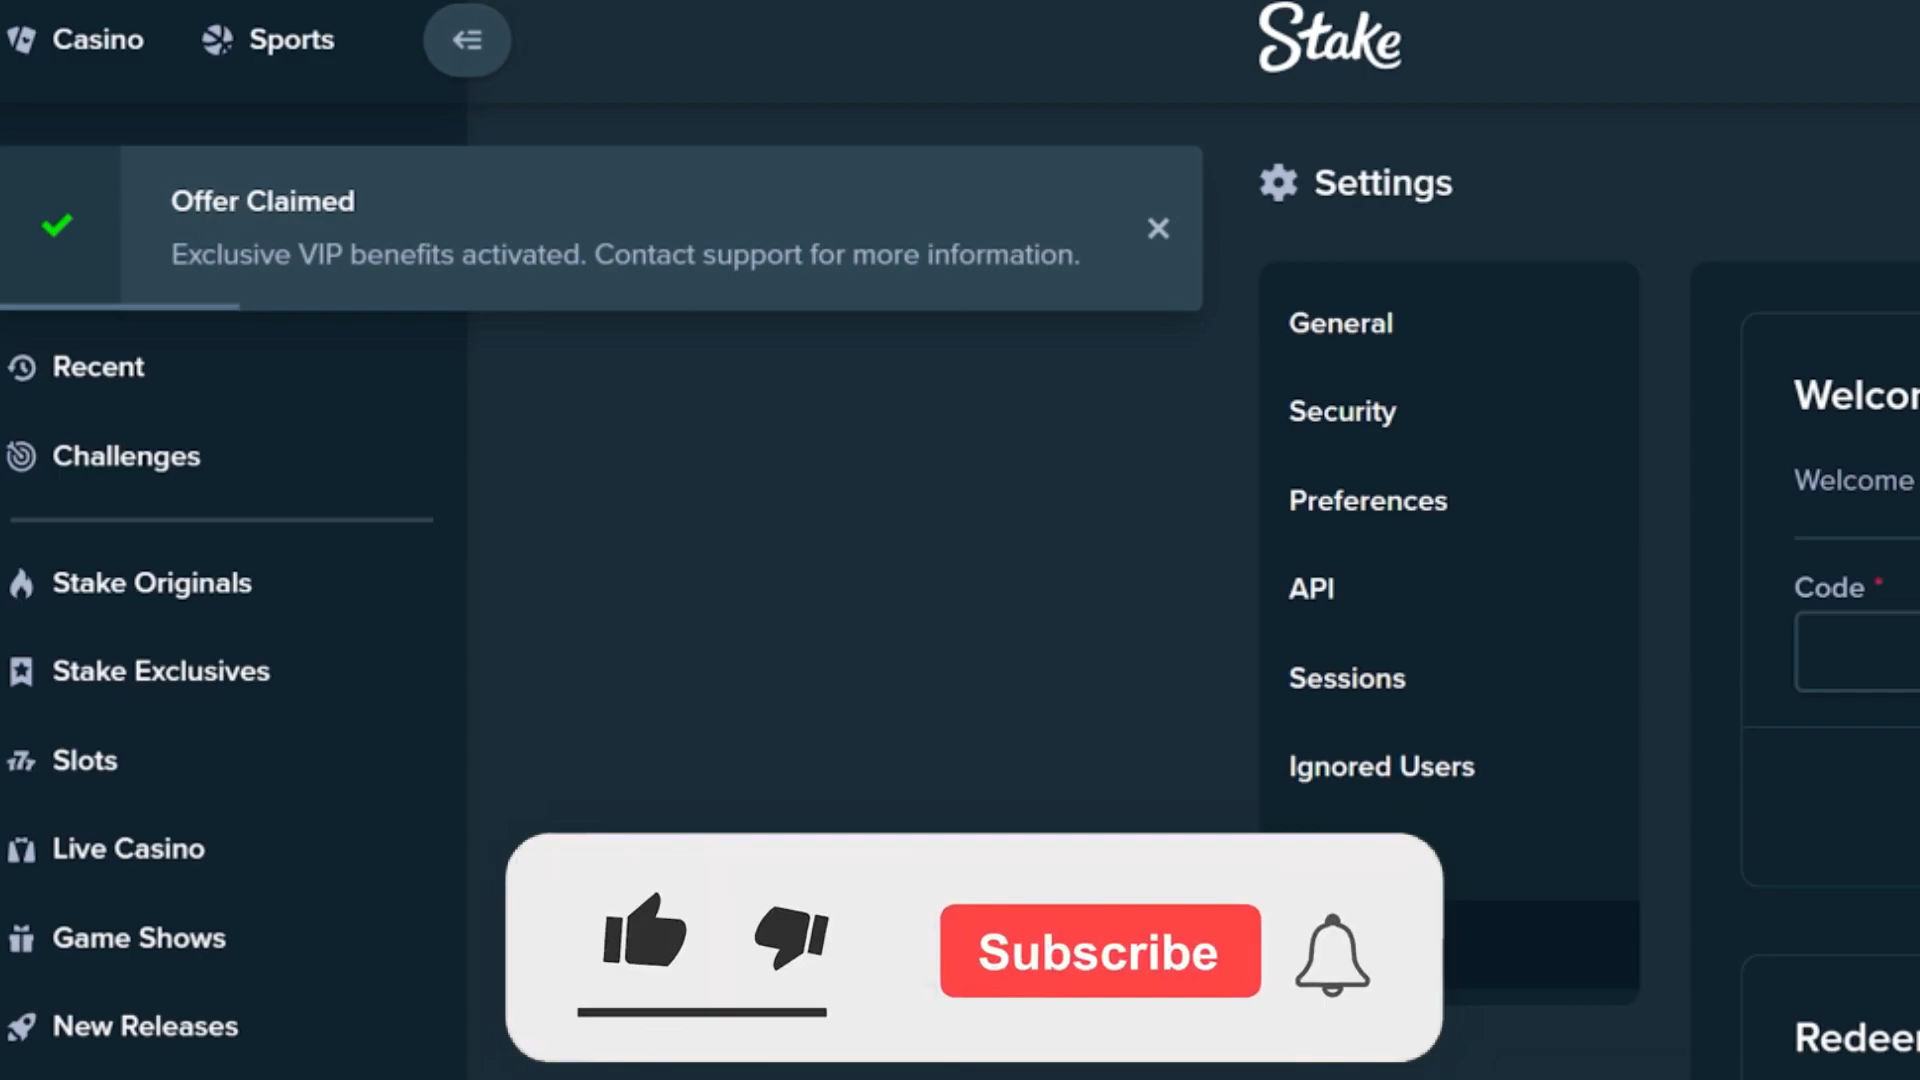 Casino
Sports
Stake
Offer Claimed
Exclusive VIP benefits activated. Contact support for more information.
Settings
Recent
Challenges
Stake Originals
Stake Exclusives
Slots
Live Casino
Game Shows
New Releases
General
Security
Preferences
API
Sessions
Ignored Users
Welcom
Welcome
Code *
Redeem
Subscribe